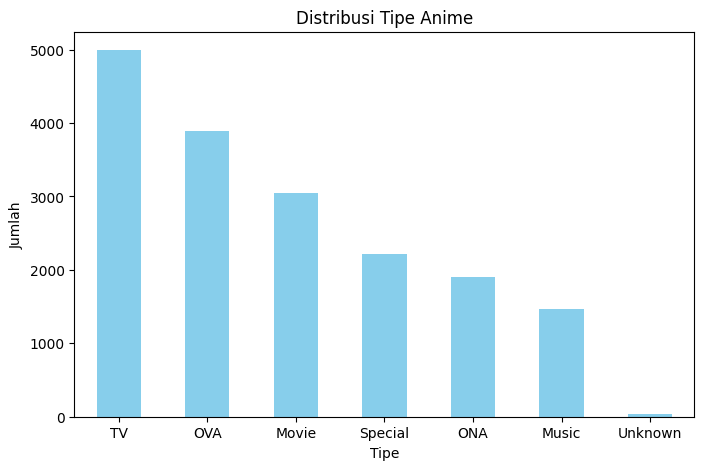 Distribusi Tipe Anime
Jumlah
5000
4000
3000
2000
1000
0
TV OVA Movie Special ONA Music Unknown
Tipe